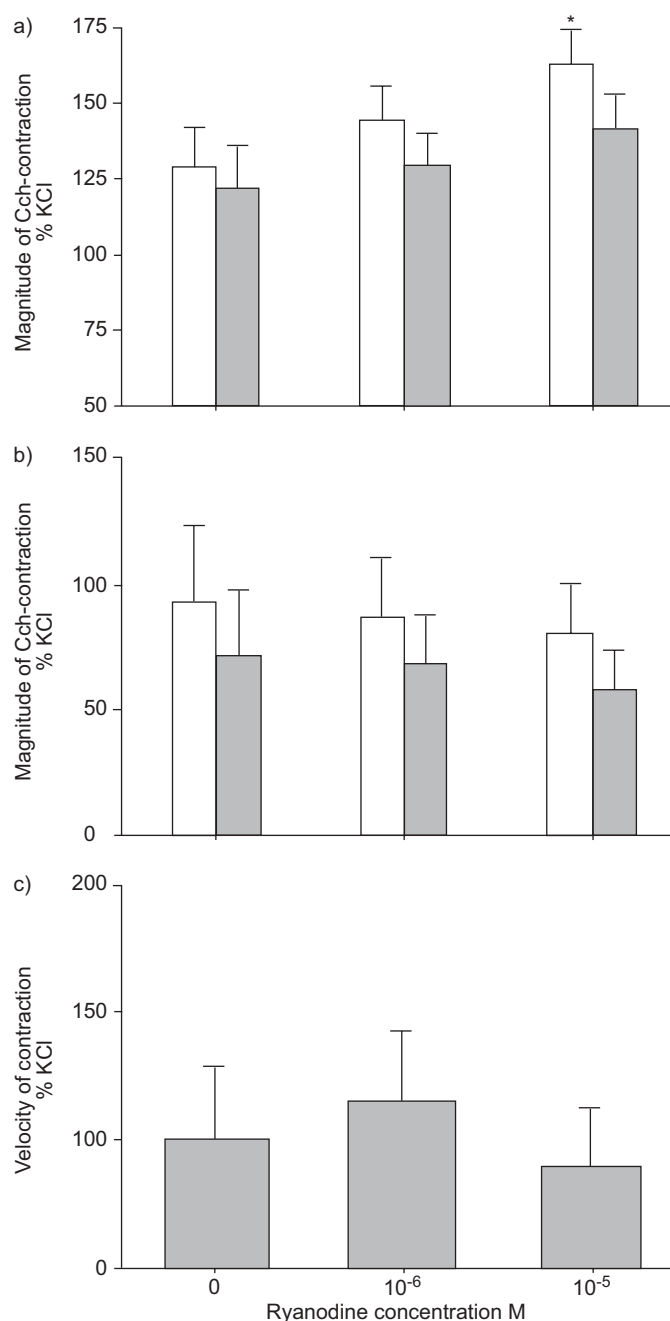 a)
175
150
125
100
75
50
Magnitude of Cch-contraction
% KCl
*
b)
150
100
50
0
Magnitude of Cch-contraction
% KCl
c)
200
150
100
0
Velocity of contraction
% KCl
0 10⁻⁶ 10⁻⁵
Ryanodine concentration M